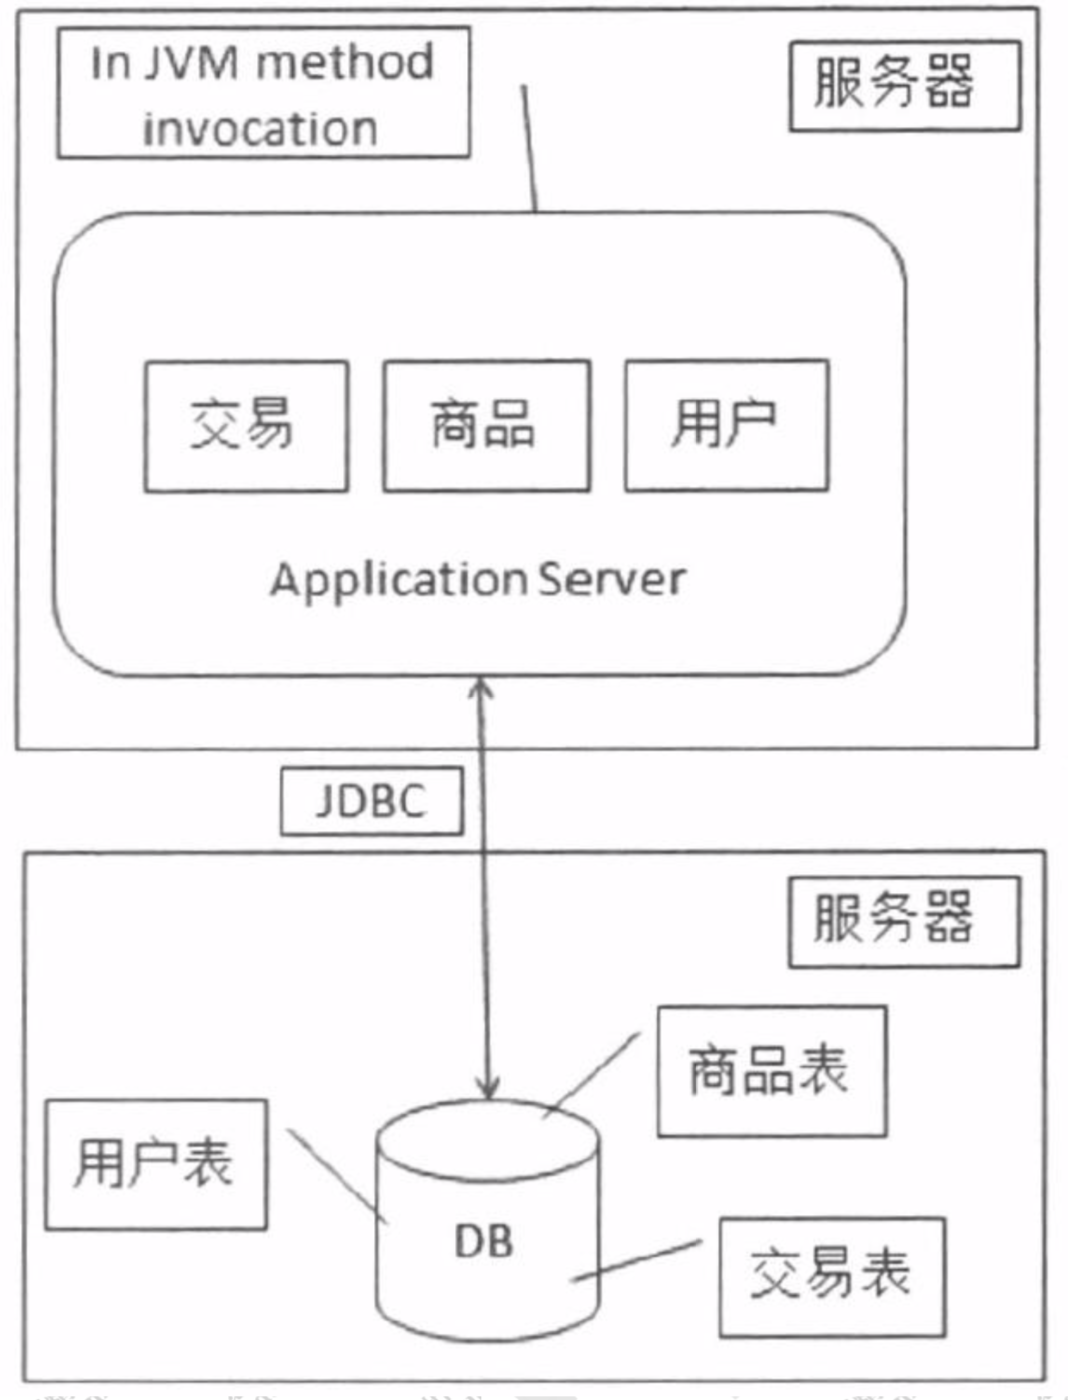 In JVM method
invocation
服务器
交易
商品
用户
Application Server
JDBC
服务器
商品表
用户表
DB
交易表